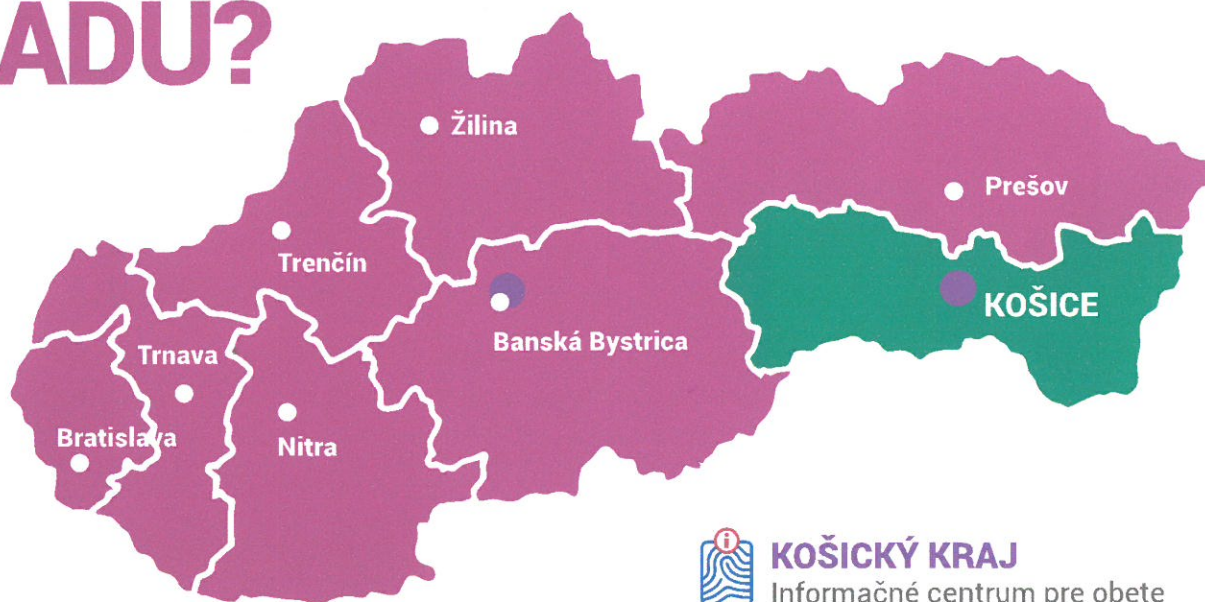 ADU?
Žilina
Prešov
Trenčín
KOŠICE
Banská Bystrica
Trnava
Bratislava
Nitra
KOŠICKÝ KRAJ
Informačné centrum pre obete